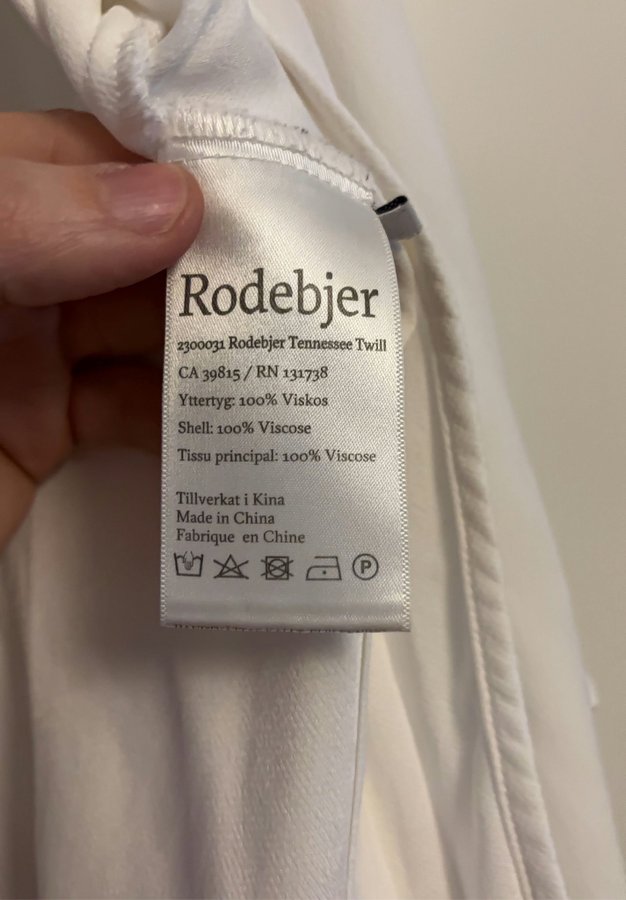 Rodebjer
2300031 Rodebjer Tennessee Twill
CA 39815 / RN 131738
Yttertyg: 100% Viskos
Shell: 100% Viscose
Tissu principal: 100% Viscose
Tillverkat i Kina
Made in China
Fabrique en Chine
P